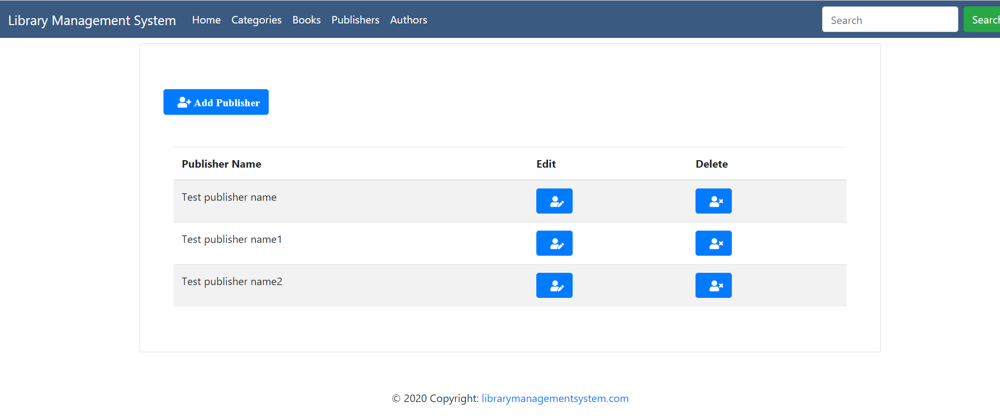 Library Management System Home Categories Books Publishers Authors Search Search
Add Publisher
Publisher Name Edit Delete
Test publisher name
Test publisher name1
Test publisher name2
© 2020 Copyright: librarymanagementsystem.com